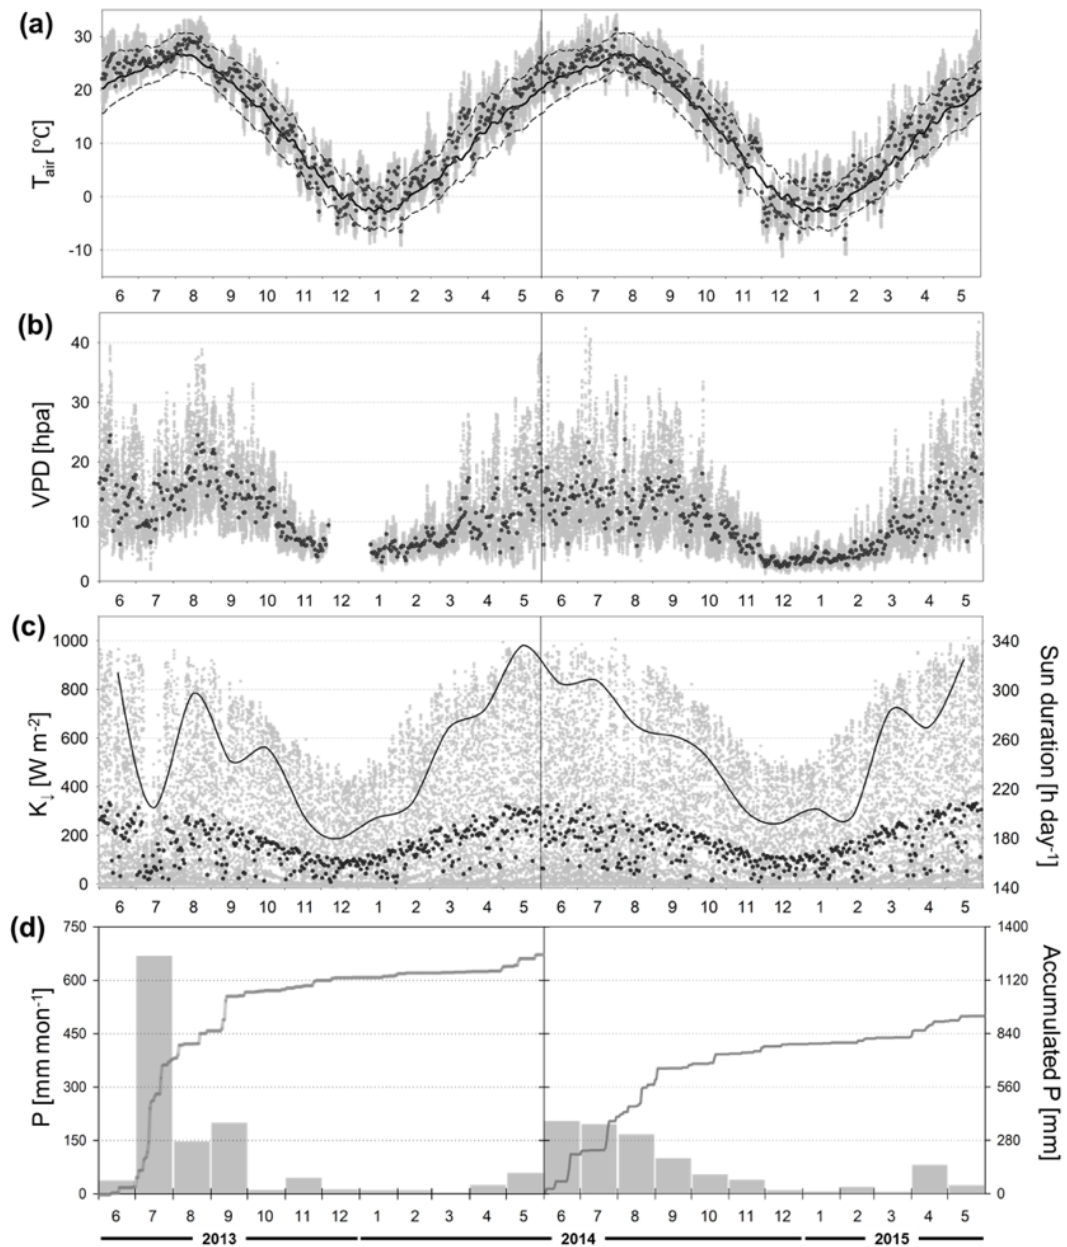 (a)
30
20
10
0
-10
Tair [℃]
6 7 8 9 10 11 12 1 2 3 4 5 6 7 8 9 10 11 12 1 2 3 4 5
(b)
40
30
20
10
0
VPD [hpa]
6 7 8 9 10 11 12 1 2 3 4 5 6 7 8 9 10 11 12 1 2 3 4 5
(c)
1000
800
600
400
200
0
K↓ [W m-2]
340
300
260
220
180
140
Sun duration [h day-1]
6 7 8 9 10 11 12 1 2 3 4 5 6 7 8 9 10 11 12 1 2 3 4 5
(d)
750
600
450
300
150
0
P [mm mon-1]
1400
1120
840
560
280
0
Accumulated P [mm]
6 7 8 9 10 11 12 1 2 3 4 5 6 7 8 9 10 11 12 1 2 3 4 5
2013 2014 2015